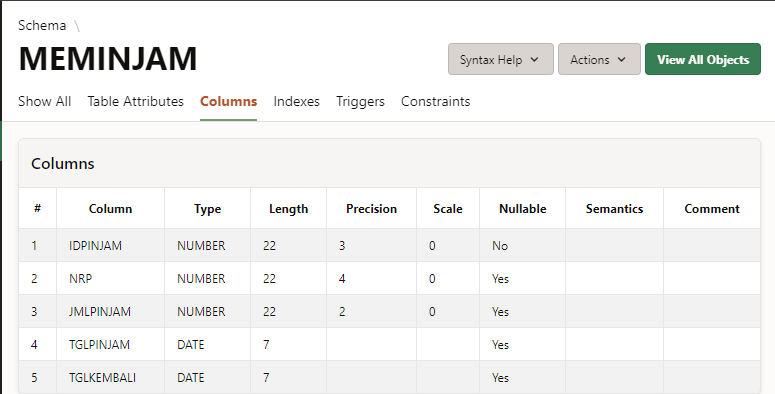 Schema \
MEMINJAM
Syntax Help Actions View All Objects
Show All Table Attributes Columns Indexes Triggers Constraints
Columns
# Column Type Length Precision Scale Nullable Semantics Comment
1 IDPINJAM NUMBER 22 3 0 No
2 NRP NUMBER 22 4 0 Yes
3 JMLPINJAM NUMBER 22 2 0 Yes
4 TGLPINJAM DATE 7 Yes
5 TGLKEMBALI DATE 7 Yes